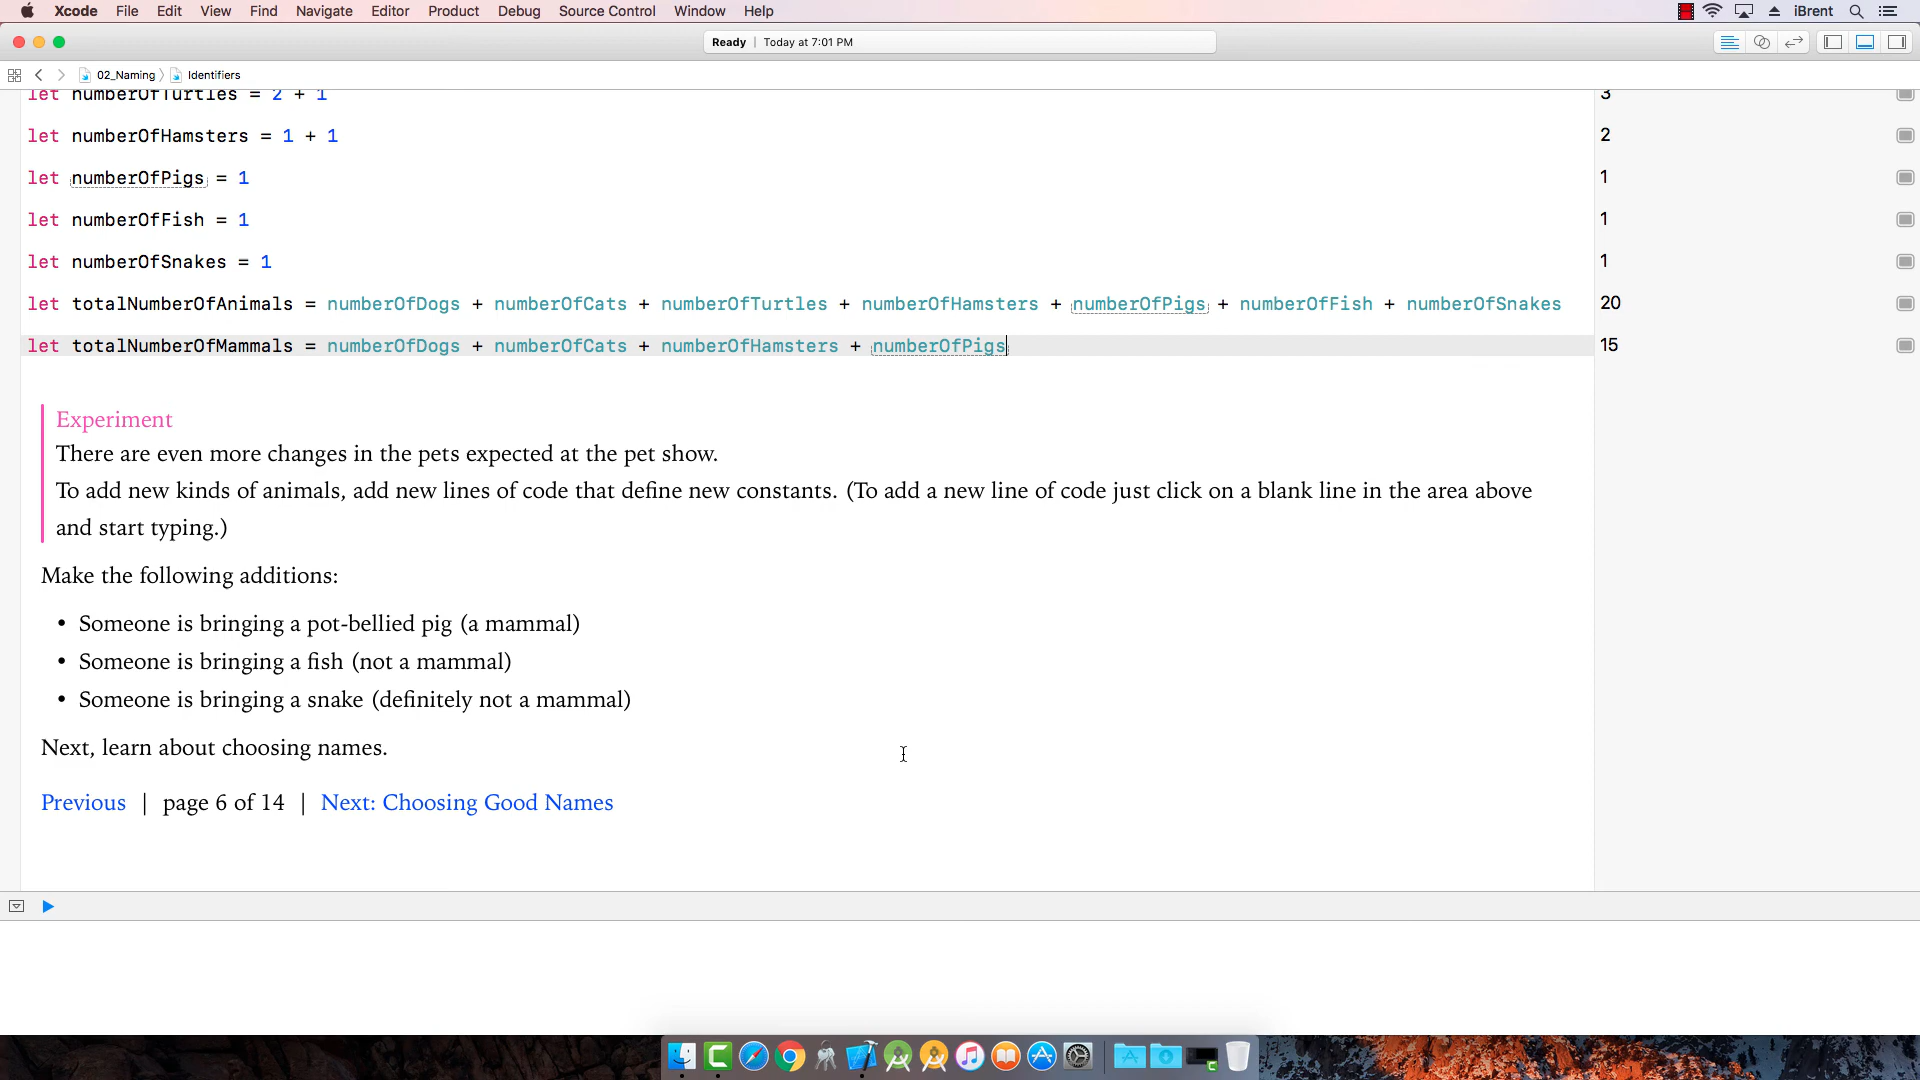 Xcode File Edit View Find Navigate Editor Product Debug Source Control Window Help iBrent
Ready | Today at 7:01 PM
02_Naming Identifiers
let numberOfTurtles = 2 + 1 3
let numberOfHamsters = 1 + 1 2
let numberOfPigs = 1 1
let numberOfFish = 1 1
let numberOfSnakes = 1 1
let totalNumberOfAnimals = numberOfDogs + numberOfCats + numberOfTurtles + numberOfHamsters + numberOfPigs + numberOfFish + numberOfSnakes 20
let totalNumberOfMammals = numberOfDogs + numberOfCats + numberOfHamsters + numberOfPigs 15
Experiment
There are even more changes in the pets expected at the pet show.
To add new kinds of animals, add new lines of code that define new constants. (To add a new line of code just click on a blank line in the area above
and start typing.)
Make the following additions:
• Someone is bringing a pot-bellied pig (a mammal)
• Someone is bringing a fish (not a mammal)
• Someone is bringing a snake (definitely not a mammal)
Next, learn about choosing names.
Previous | page 6 of 14 | Next: Choosing Good Names